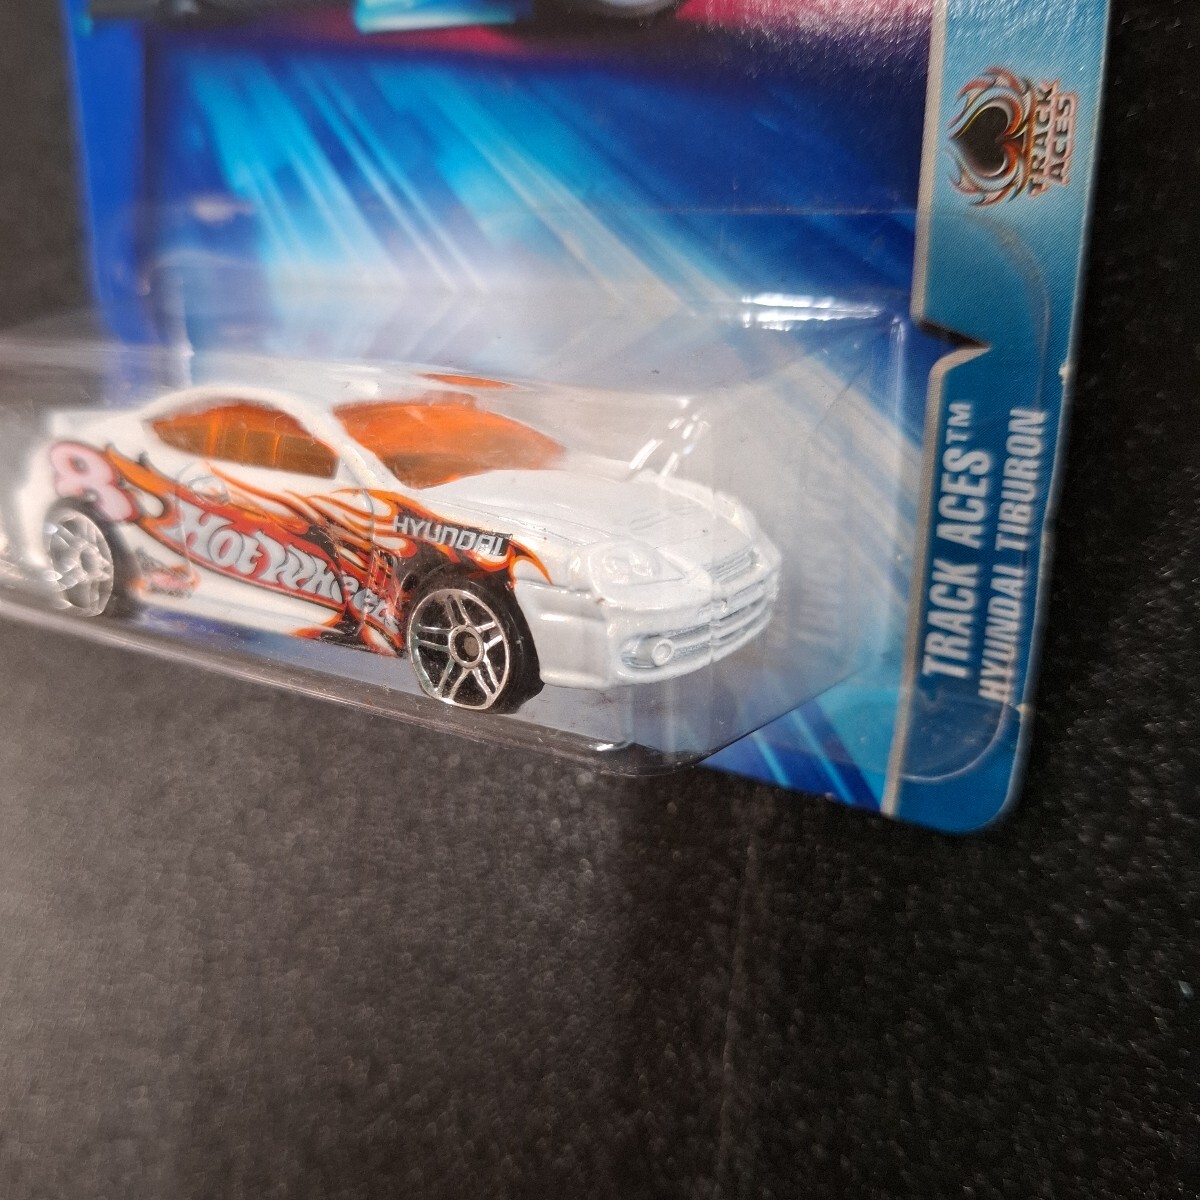 TRACK
ACES
TRACK ACES™
HYUNDAI TIBURON
8
HOT WHEELS
HYUNDAI